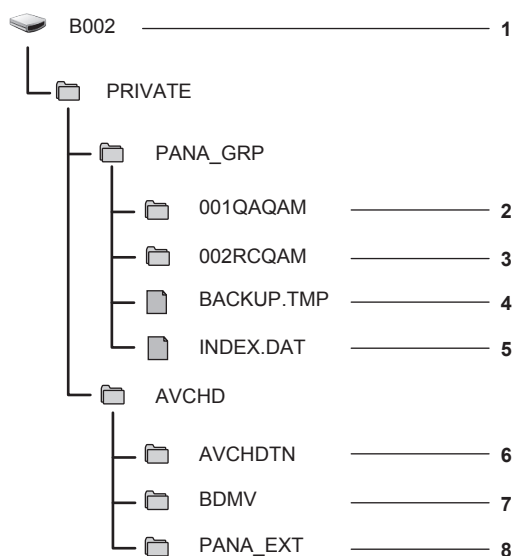 B002 1
PRIVATE
PANA_GRP
001QAQAM 2
002RCQAM 3
BACKUP.TMP 4
INDEX.DAT 5
AVCHD
AVCHDTN 6
BDMV 7
PANA_EXT 8